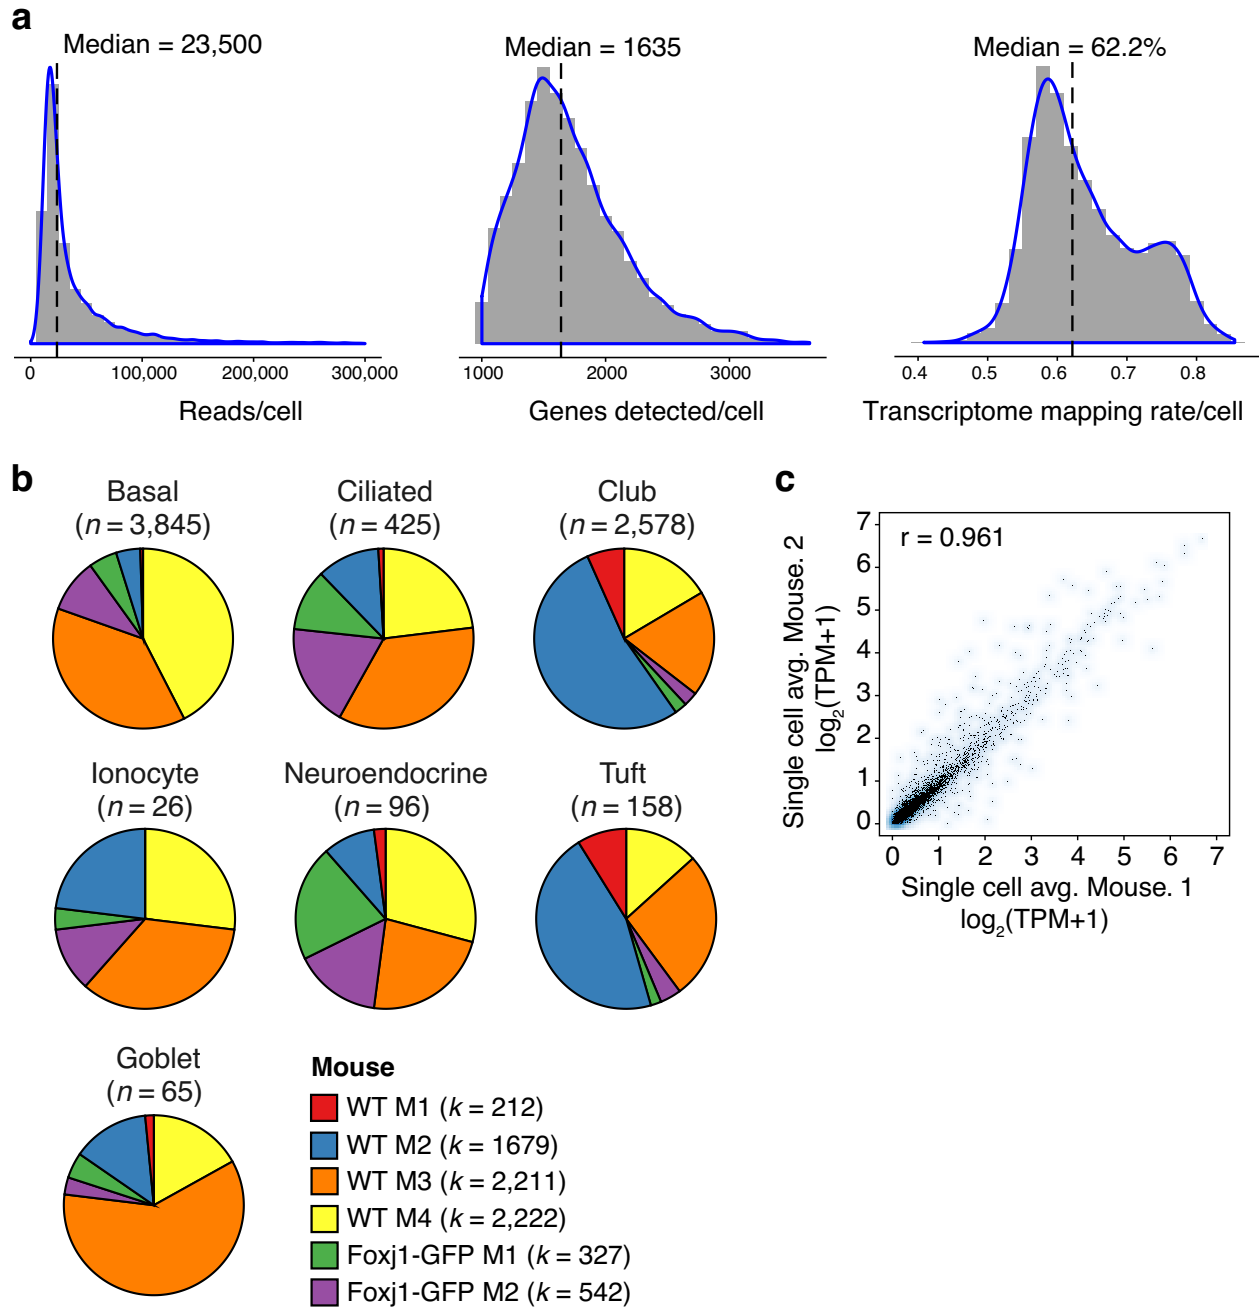 a
Median = 23,500
Median = 1635
Median = 62.2%
0 100,000 200,000 300,000
1000 2000 3000
0.4 0.5 0.6 0.7 0.8
Reads/cell
Genes detected/cell
Transcriptome mapping rate/cell
b
Basal
(n = 3,845)
Ciliated
(n = 425)
Club
(n = 2,578)
Ionocyte
(n = 26)
Neuroendocrine
(n = 96)
Tuft
(n = 158)
Goblet
(n = 65)
Mouse
WT M1 (k = 212)
WT M2 (k = 1679)
WT M3 (k = 2,211)
WT M4 (k = 2,222)
Foxj1-GFP M1 (k = 327)
Foxj1-GFP M2 (k = 542)
c
r = 0.961
Single cell avg. Mouse. 2
log₂(TPM+1)
7
6
5
4
3
2
1
0
0 1 2 3 4 5 6 7
Single cell avg. Mouse. 1
log₂(TPM+1)